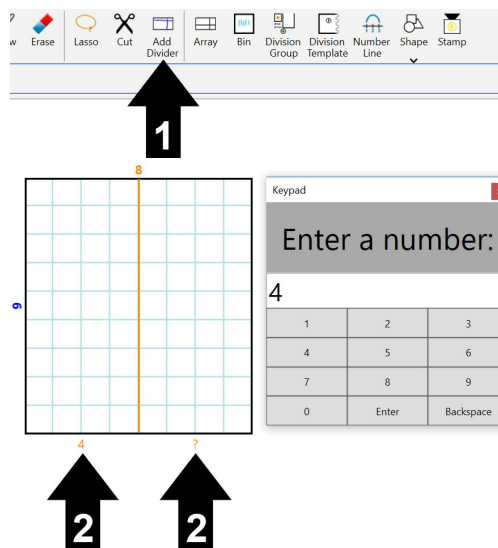 w Erase Lasso Cut Add Divider Array Bin Division Group Division Template Number Line Shape Stamp
1
8
9
4 ?
2 2
Keypad
Enter a number:
4
1 2 3
4 5 6
7 8 9
0 Enter Backspace